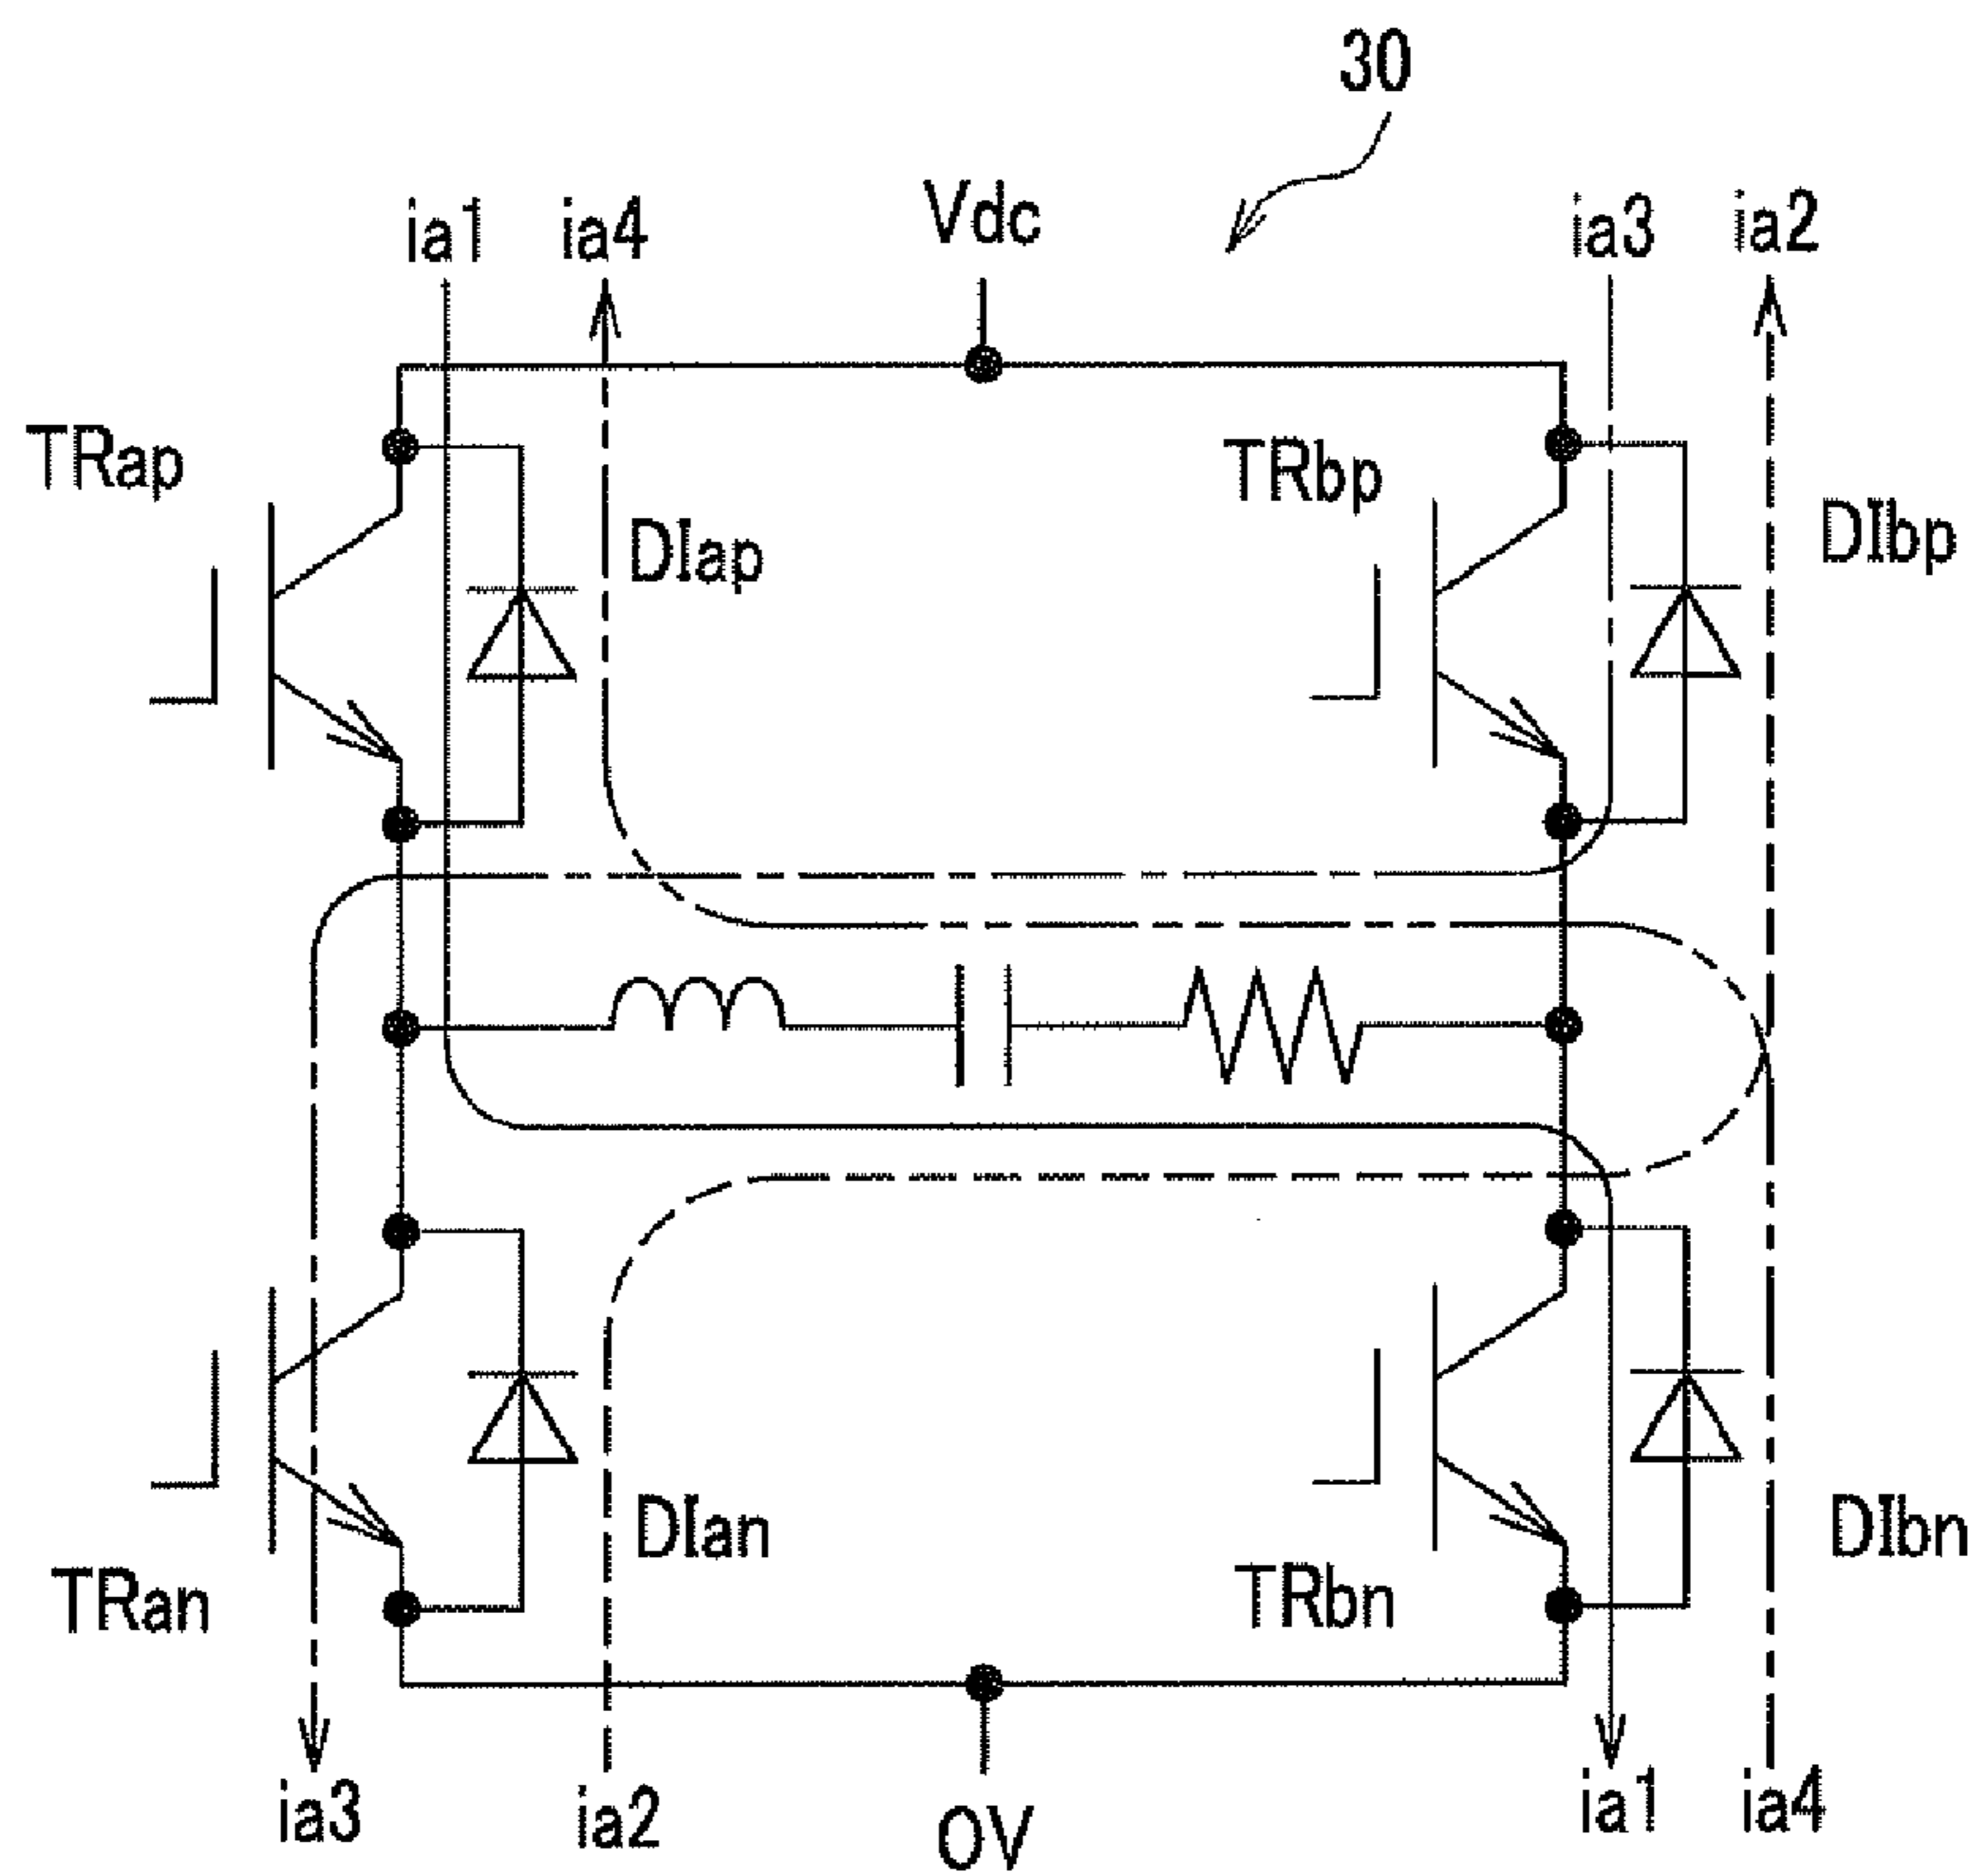 30
ia1
ia4
Vdc
ia3
ia2
TRap
TRbp
DIap
DIbp
DIan
DIbn
TRan
TRbn
ia3
ia2
0V
ia1
ia4